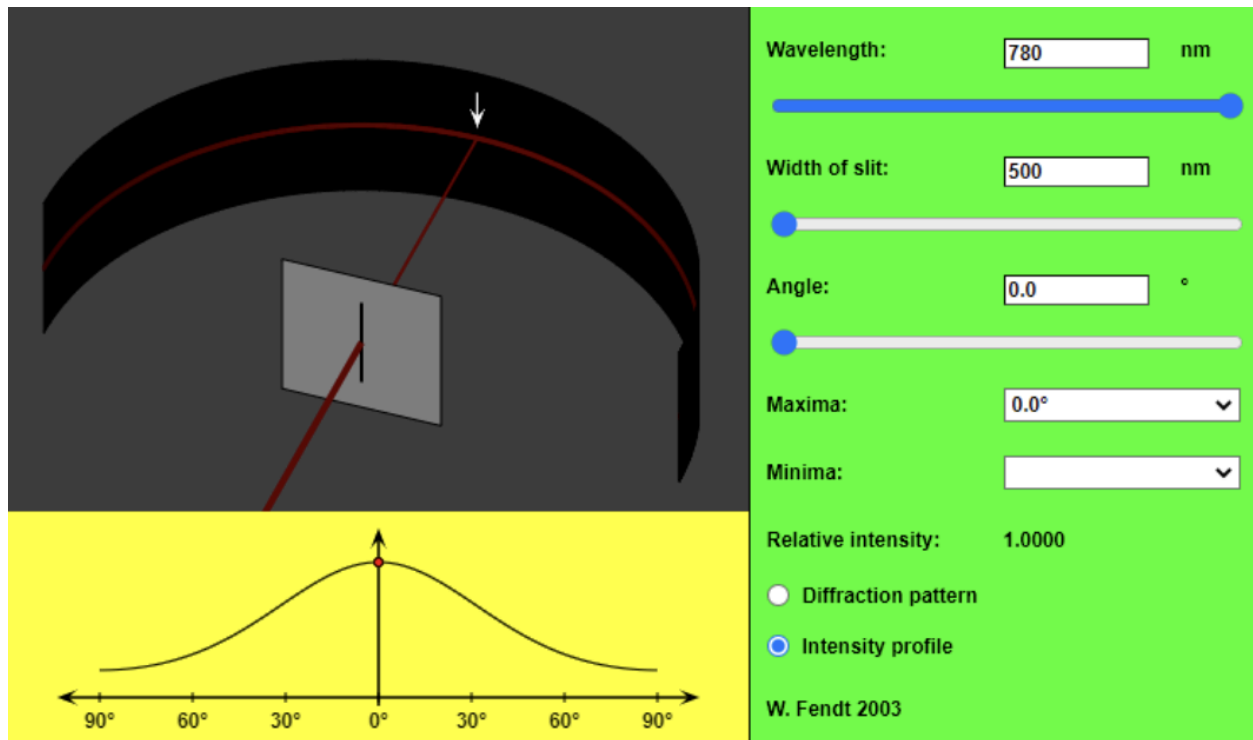 Wavelength: 780 nm
Width of slit: 500 nm
Angle: 0.0 °
Maxima: 0.0°
Minima:
Relative intensity: 1.0000
Diffraction pattern
Intensity profile
W. Fendt 2003
90° 60° 30° 0° 30° 60° 90°